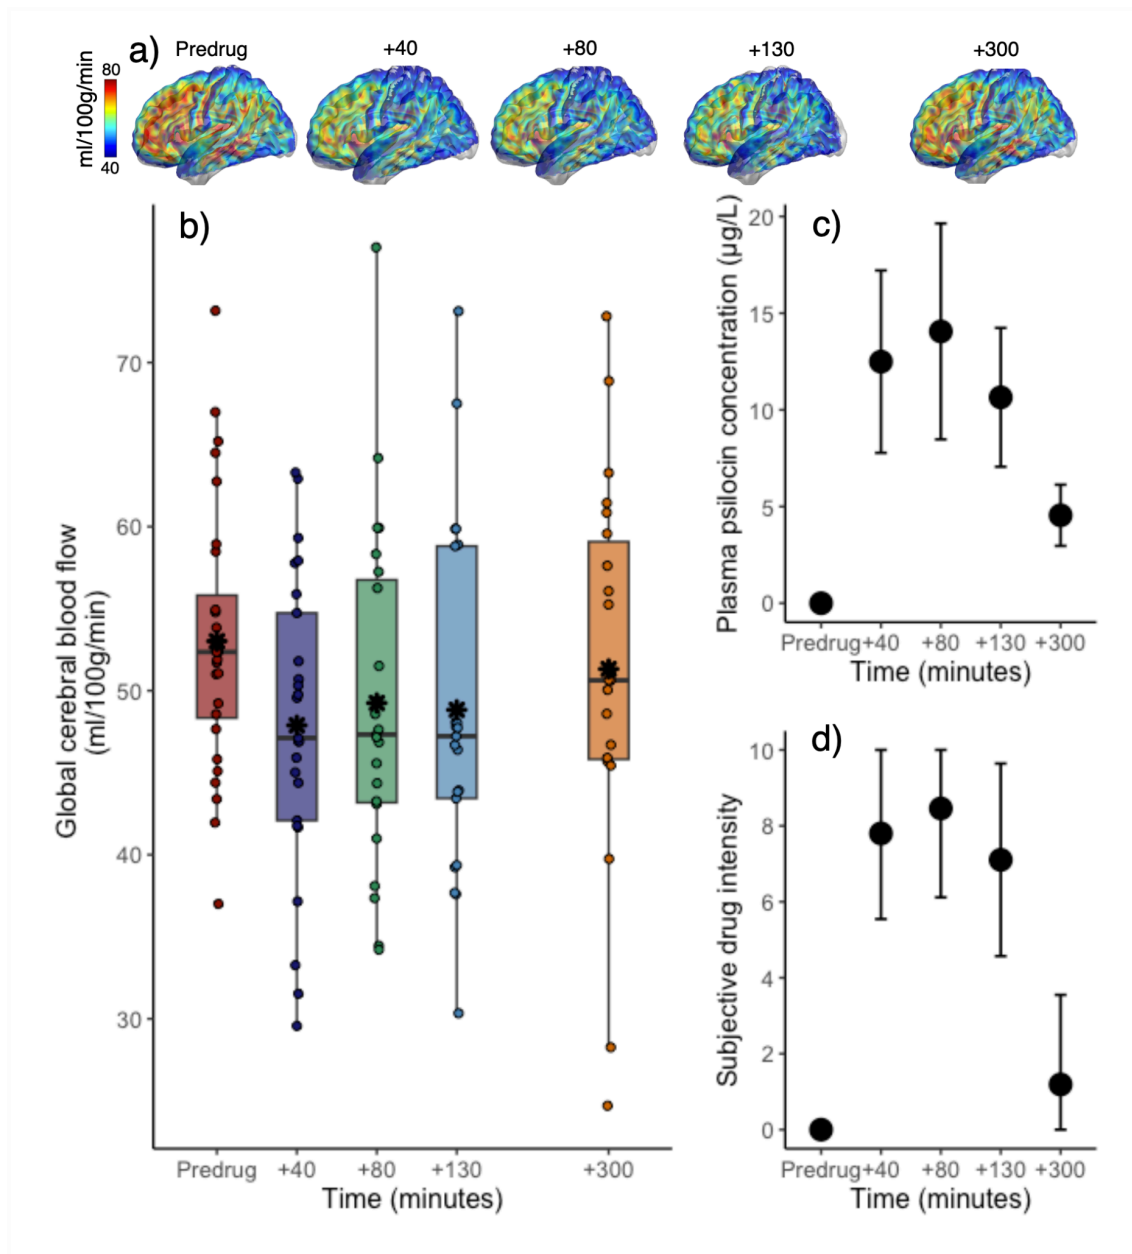 a)
Predrug
+40
+80
+130
+300
ml/100g/min
80
40
b)
Global cerebral blood flow
(ml/100g/min)
70
60
50
40
30
Predrug
+40
+80
+130
+300
Time (minutes)
c)
Plasma psilocin concentration (µg/L)
20
15
10
5
0
Predrug
+40
+80
+130
+300
Time (minutes)
d)
Subjective drug intensity
10
8
6
4
2
0
Predrug
+40
+80
+130
+300
Time (minutes)